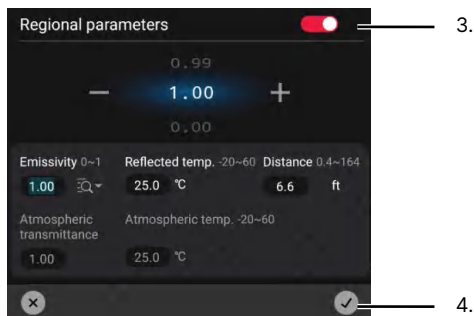 Regional parameters
3.
0.99
− 1.00 +
0.00
Emissivity 0~1 Reflected temp. -20~60 Distance 0.4~164
1.00 25.0 °C 6.6 ft
Atmospheric transmittance Atmospheric temp. -20~60
1.00 25.0 °C
4.